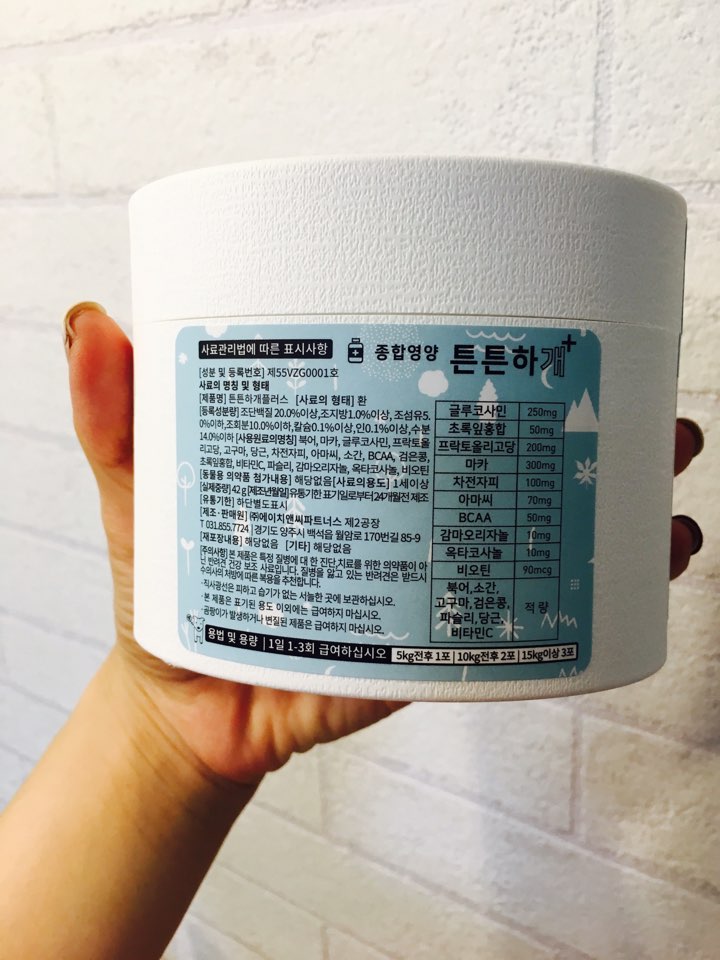 사료관리법에 따른 표시사항
종합영양 튼튼하개+
[성분 및 등록번호] 제55VZG0001호
사료의 명칭 및 형태
[제품명] 튼튼하개플러스 [사료의 형태] 환
[등록성분량] 조단백질 20.0%이상,조지방1.0%이상, 조섬유5.
0%이하,조회분10.0%이하,칼슘0.1%이상,인0.1%이상,수분
14.0%이하 [사용원료의명칭] 북어, 마카, 글루코사민, 프락토올
리고당, 고구마, 당근, 차전자피, 아마씨, 소간, BCAA, 검은콩,
초록잎홍합, 비타민C, 파슬리, 감마오리자놀, 옥타코사놀, 비오틴
[동물용 의약품 첨가내용] 해당없음 [사료의용도] 1세이상
[실제중량] 42 g [제조년월일] 유통기한 표기일로부터 24개월전 제조
[유통기한] 하단별도표시
[제조·판매원] ㈜에이치앤씨파트너스 제2공장
T 031.855.7724 | 경기도 양주시 백석읍 월암로 170번길 85-9
[재포장내용] 해당없음 [기타] 해당없음
[주의사항] 본 제품은 특정 질병에 대한 진단,치료를 위한 의약품이 아
닌 반려견 건강 보조 사료입니다. 질병을 앓고 있는 반려견은 반드시
수의사의 처방에 따른 복용을 추천합니다.
·직사광선은 피하고 습기가 없는 서늘한 곳에 보관하십시오.
·본 제품은 표기된 용도 이외에는 급여하지 마십시오.
·곰팡이가 발생하거나 변질된 제품은 급여하지 마십시오.
글루코사민 250mg
초록잎홍합 50mg
프락토올리고당 200mg
마카 300mg
차전자피 100mg
아마씨 70mg
BCAA 50mg
감마오리자놀 10mg
옥타코사놀 10mg
비오틴 90mcg
북어,소간,
고구마,검은콩, 적 량
파슬리,당근,
비타민C
용법 및 용량 | 1일 1-3회 급여하십시오 5kg전후 1포 | 10kg전후 2포 | 15kg이상 3포